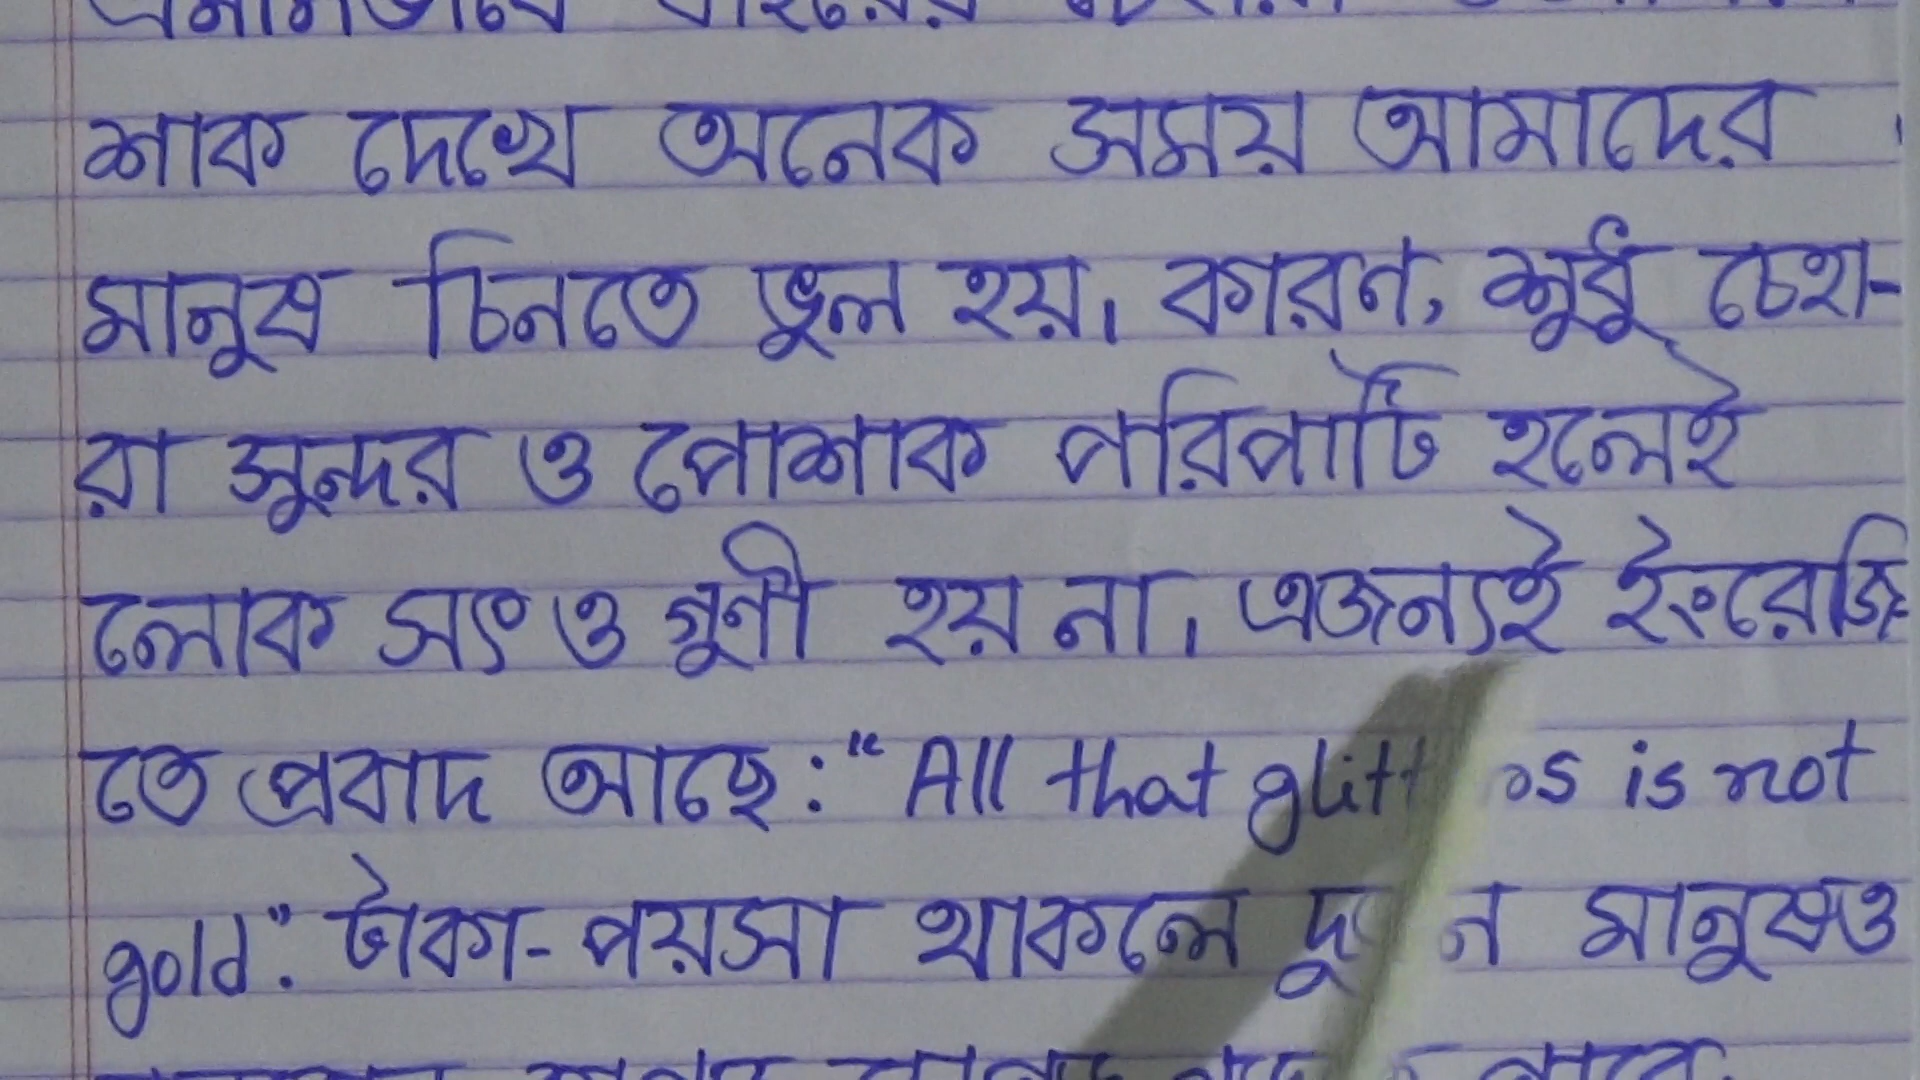 শাক দেখে অনেক সময় আমাদের
মানুষ চিনতে ভুল হয়। কারণ, শুধু চেহা-
রা সুন্দর ও পোশাক পরিপাটি হলেই
লোক সৎ ও গুণী হয় না। এজন্যই ইংরেজি
তে প্রবাদ আছে : “ All that is not
gold”. টাকা-পয়সা থাকলে মানুষও